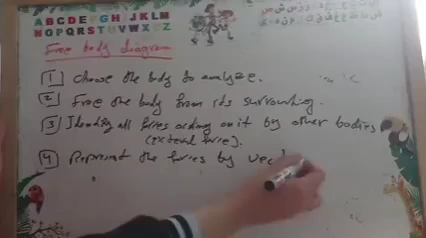 ABCDEFGHIJKLM
NOPQRSTUVWXYZ
Free body diagram
1 Choose the body to analyze.
2 Free the body from its surrounding.
3 Identify all forces acting on it by other bodies
(external force).
4 Represent the forces by vect